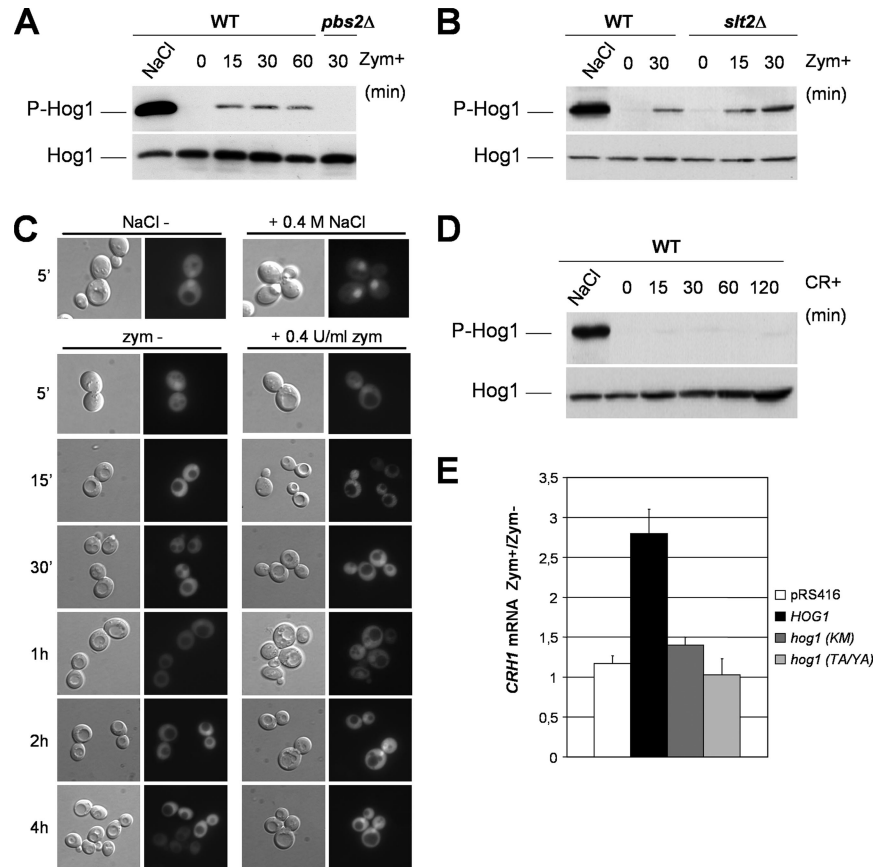 A
WT pbs2Δ
NaCl 0 15 30 60 30 Zym+
(min)
P-Hog1
Hog1
B
WT slt2Δ
NaCl 0 30 0 15 30 Zym+
(min)
P-Hog1
Hog1
C
NaCl - + 0.4 M NaCl
5’
zym - + 0.4 U/ml zym
5’
15’
30’
1h
2h
4h
D
WT
NaCl 0 15 30 60 120 CR+
(min)
P-Hog1
Hog1
E
CRH1 mRNA Zym+/Zym-
3,5
3
2,5
2
1,5
1
0,5
0
pRS416
HOG1
hog1 (KM)
hog1 (TA/YA)